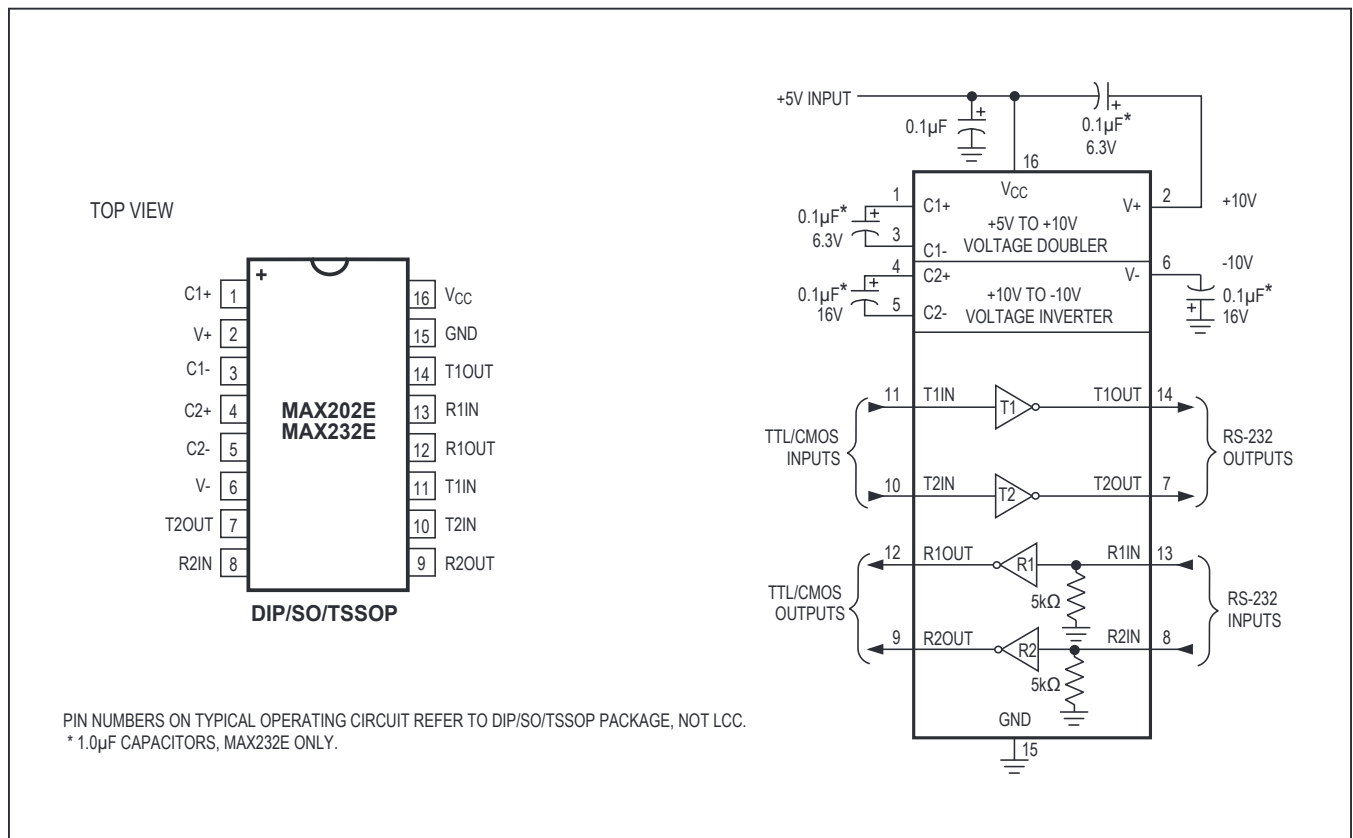 TOP VIEW
+
C1+ 1
V+ 2
C1- 3
C2+ 4
C2- 5
V- 6
T2OUT 7
R2IN 8
16 VCC
15 GND
14 T1OUT
13 R1IN
12 R1OUT
11 T1IN
10 T2IN
9 R2OUT
MAX202E
MAX232E
DIP/SO/TSSOP
+5V INPUT
0.1µF
+
0.1µF*
6.3V
+
16
VCC
1
C1+
0.1µF*
6.3V
+
3
C1-
+5V TO +10V
VOLTAGE DOUBLER
V+
2
+10V
4
C2+
0.1µF*
16V
+
5
C2-
+10V TO -10V
VOLTAGE INVERTER
V-
6
-10V
0.1µF*
16V
+
TTL/CMOS
INPUTS
11 T1IN T1 T1OUT 14
10 T2IN T2 T2OUT 7
RS-232
OUTPUTS
TTL/CMOS
OUTPUTS
12 R1OUT R1 R1IN 13
5kΩ
9 R2OUT R2 R2IN 8
5kΩ
RS-232
INPUTS
GND
15
PIN NUMBERS ON TYPICAL OPERATING CIRCUIT REFER TO DIP/SO/TSSOP PACKAGE, NOT LCC.
* 1.0µF CAPACITORS, MAX232E ONLY.